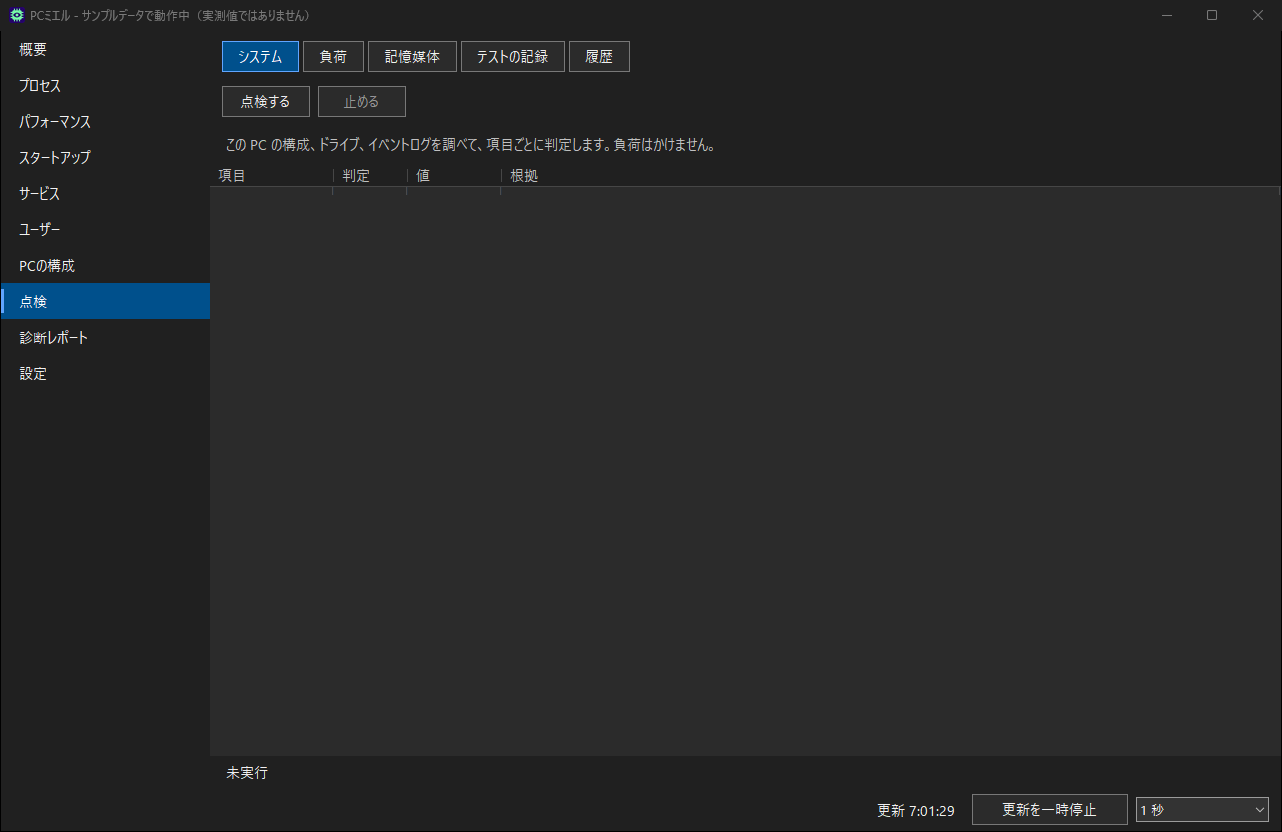 PCミエル - サンプルデータで動作中（実測値ではありません）
概要
プロセス
パフォーマンス
スタートアップ
サービス
ユーザー
PCの構成
点検
診断レポート
設定
システム 負荷 記憶媒体 テストの記録 履歴
点検する 止める
この PC の構成、ドライブ、イベントログを調べて、項目ごとに判定します。負荷はかけません。
項目 判定 値 根拠
未実行
更新 7:01:29 更新を一時停止 1 秒